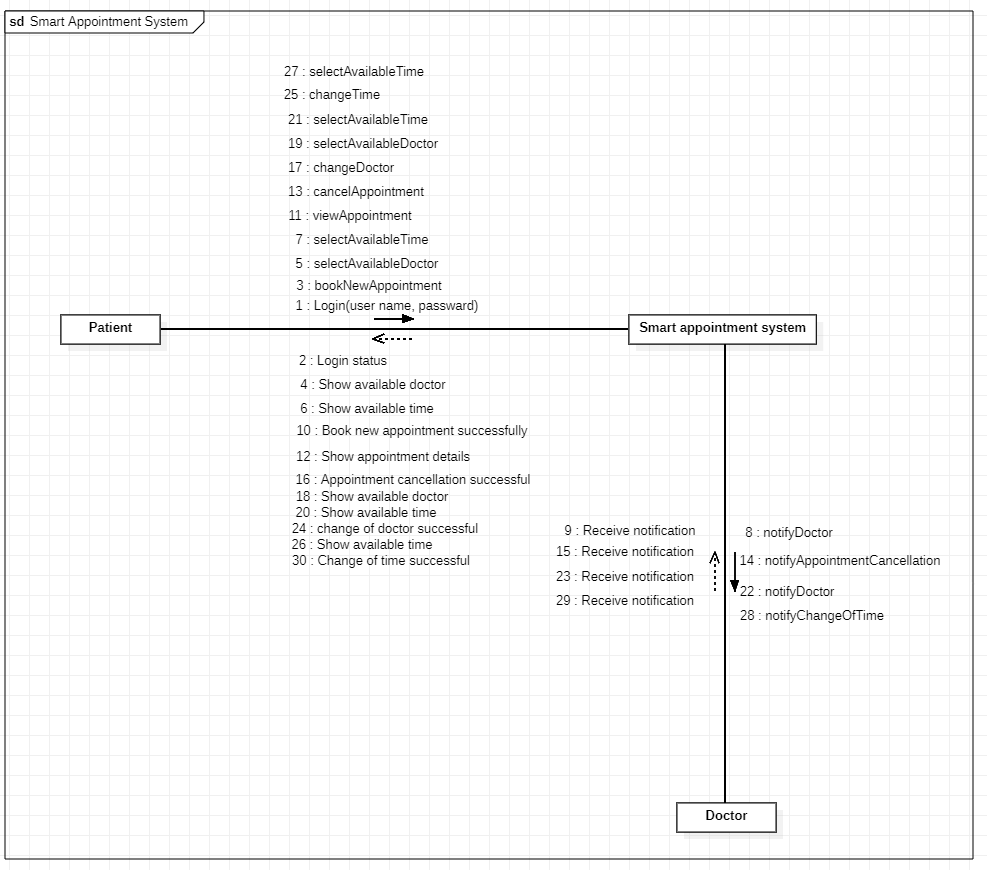 sd Smart Appointment System
27 : selectAvailableTime
25 : changeTime
21 : selectAvailableTime
19 : selectAvailableDoctor
17 : changeDoctor
13 : cancelAppointment
11 : viewAppointment
7 : selectAvailableTime
5 : selectAvailableDoctor
3 : bookNewAppointment
1 : Login(user name, passward)
Patient
Smart appointment system
2 : Login status
4 : Show available doctor
6 : Show available time
10 : Book new appointment successfully
12 : Show appointment details
16 : Appointment cancellation successful
18 : Show available doctor
20 : Show available time
24 : change of doctor successful
26 : Show available time
30 : Change of time successful
9 : Receive notification
15 : Receive notification
23 : Receive notification
29 : Receive notification
8 : notifyDoctor
14 : notifyAppointmentCancellation
22 : notifyDoctor
28 : notifyChangeOfTime
Doctor